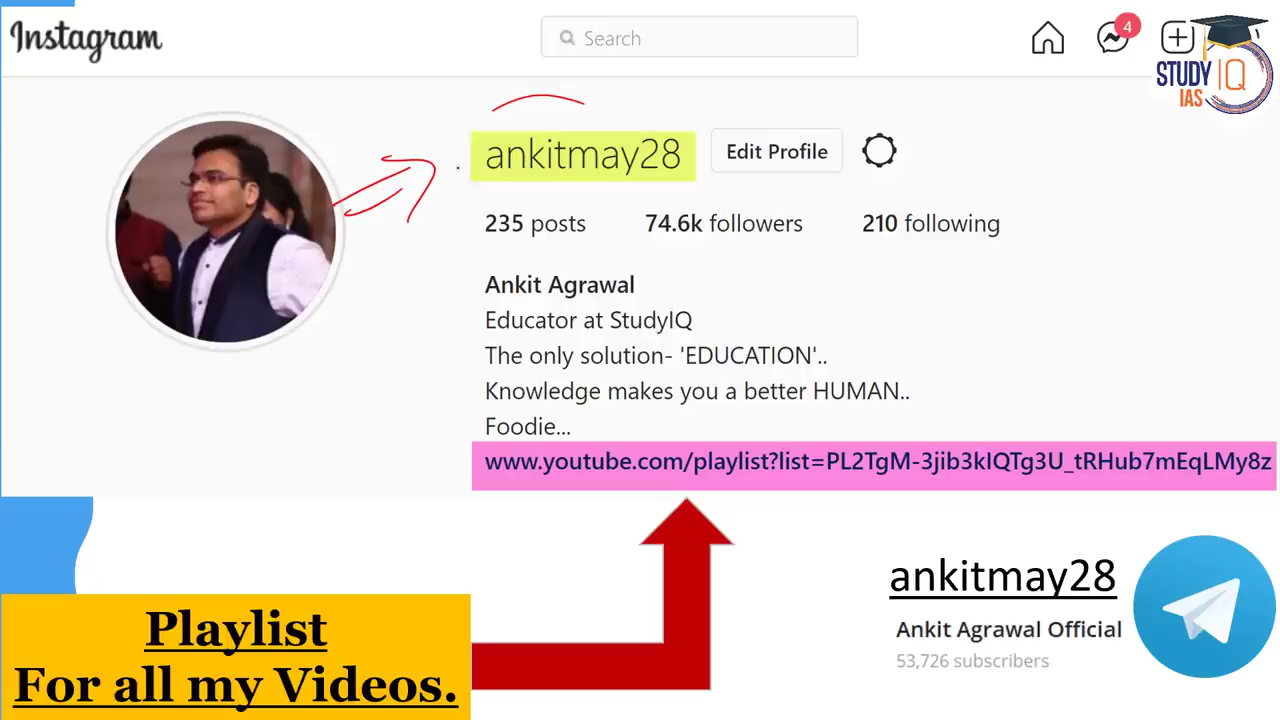 Instagram
Search
4
STUDY IQ
IAS
ankitmay28
Edit Profile
235 posts 74.6k followers 210 following
Ankit Agrawal
Educator at StudyIQ
The only solution- 'EDUCATION'..
Knowledge makes you a better HUMAN..
Foodie...
www.youtube.com/playlist?list=PL2TgM-3jib3kIQTg3U_tRHub7mEqLMy8z
ankitmay28
Ankit Agrawal Official
53,726 subscribers
Playlist
For all my Videos.